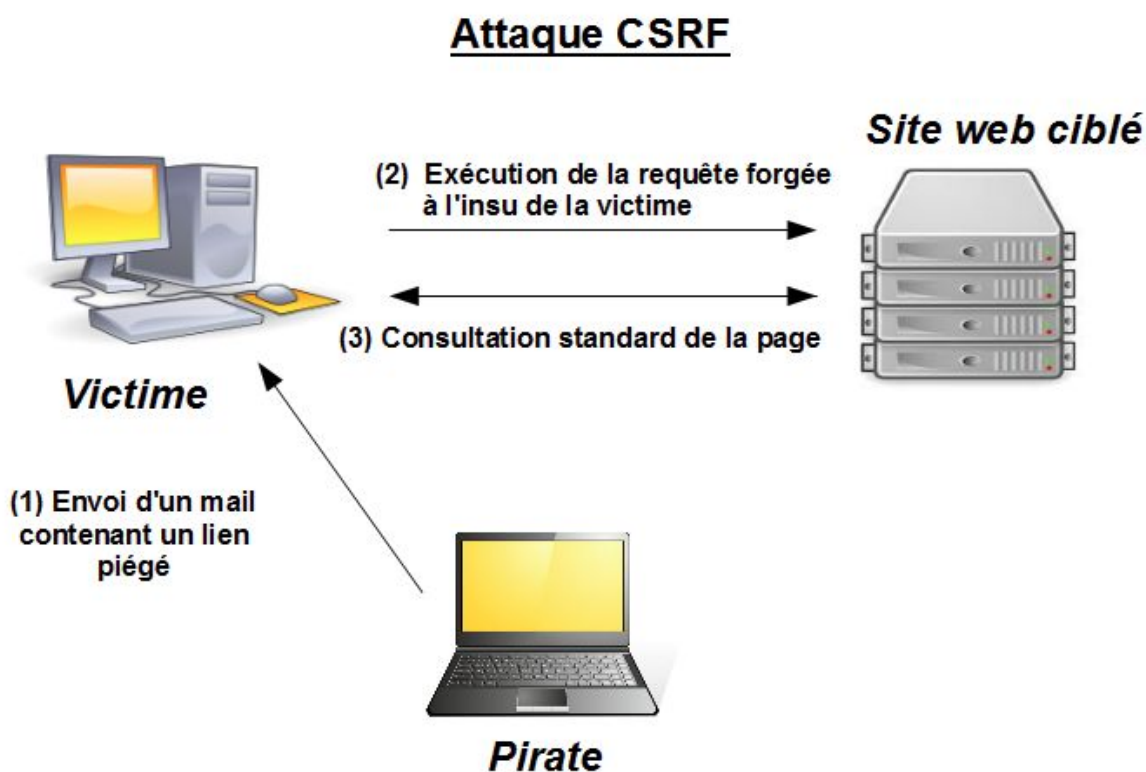 Attaque CSRF
Site web ciblé
(2) Exécution de la requête forgée
à l'insu de la victime
(3) Consultation standard de la page
Victime
(1) Envoi d'un mail
contenant un lien
piégé
Pirate